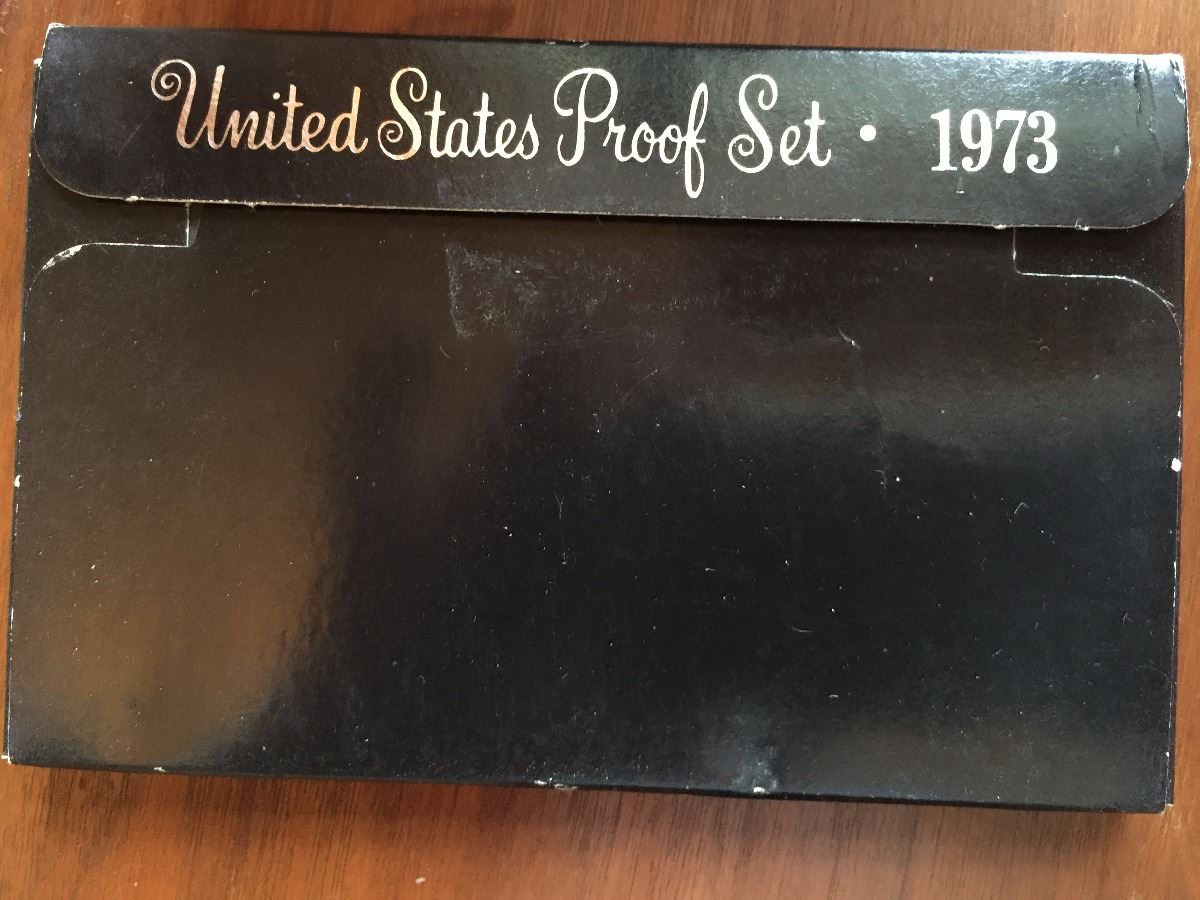 United States Proof Set • 1973